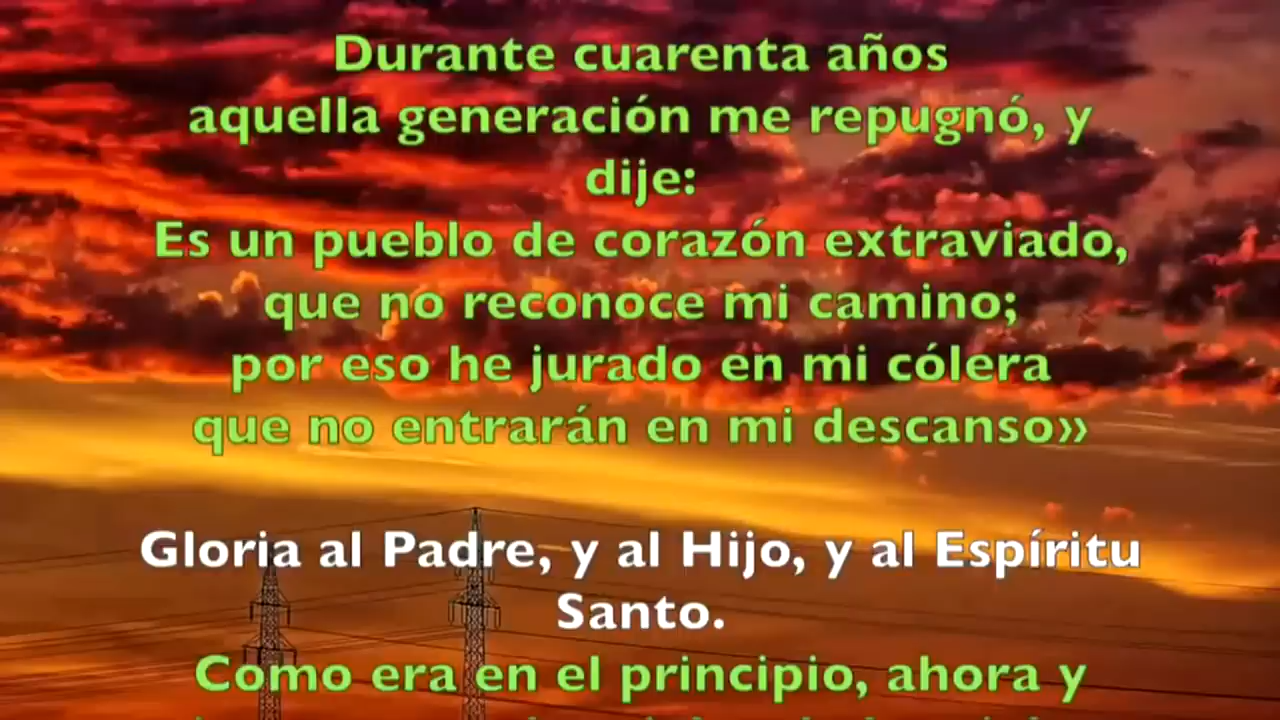 Durante cuarenta años
aquella generación me repugnó, y
dije:
Es un pueblo de corazón extraviado,
que no reconoce mi camino;
por eso he jurado en mi cólera
que no entrarán en mi descanso»
Gloria al Padre, y al Hijo, y al Espíritu
Santo.
Como era en el principio, ahora y